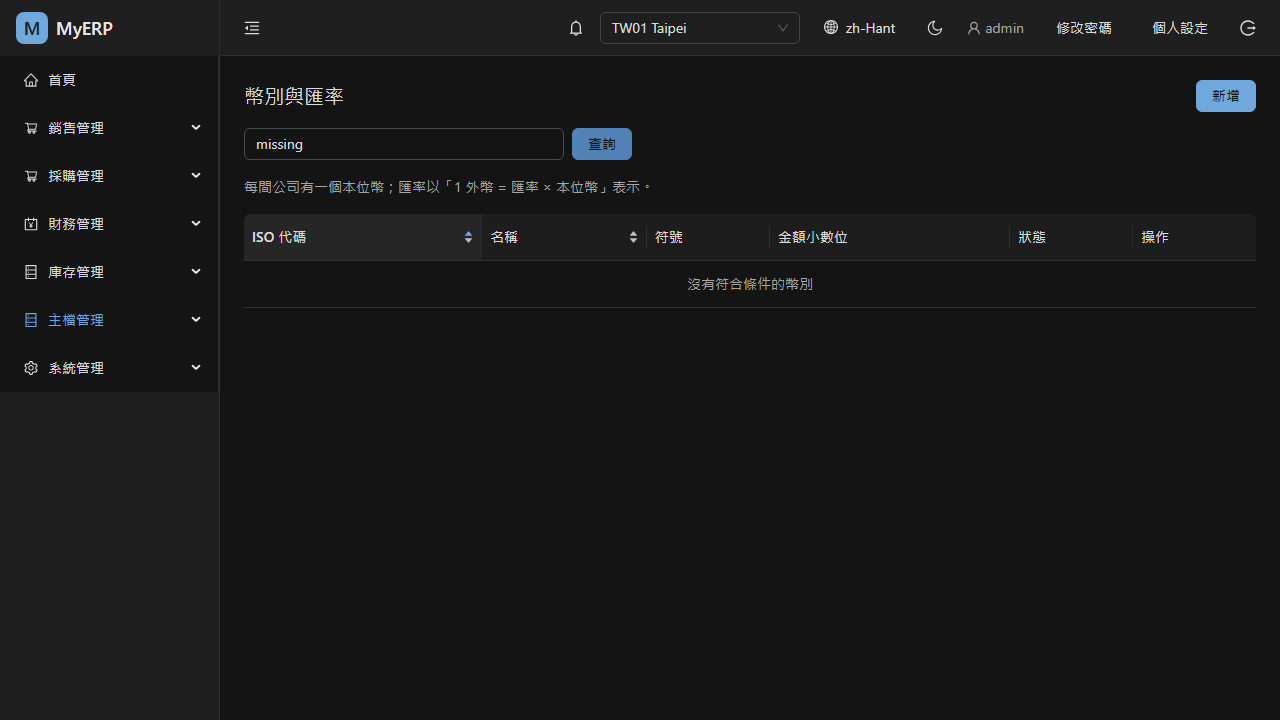 M MyERP
TW01 Taipei
zh-Hant
admin
修改密碼
個人設定
首頁
銷售管理
採購管理
財務管理
庫存管理
主檔管理
系統管理
幣別與匯率
新增
missing
查詢
每間公司有一個本位幣；匯率以「1 外幣 = 匯率 × 本位幣」表示。
ISO 代碼 名稱 符號 金額小數位 狀態 操作
沒有符合條件的幣別